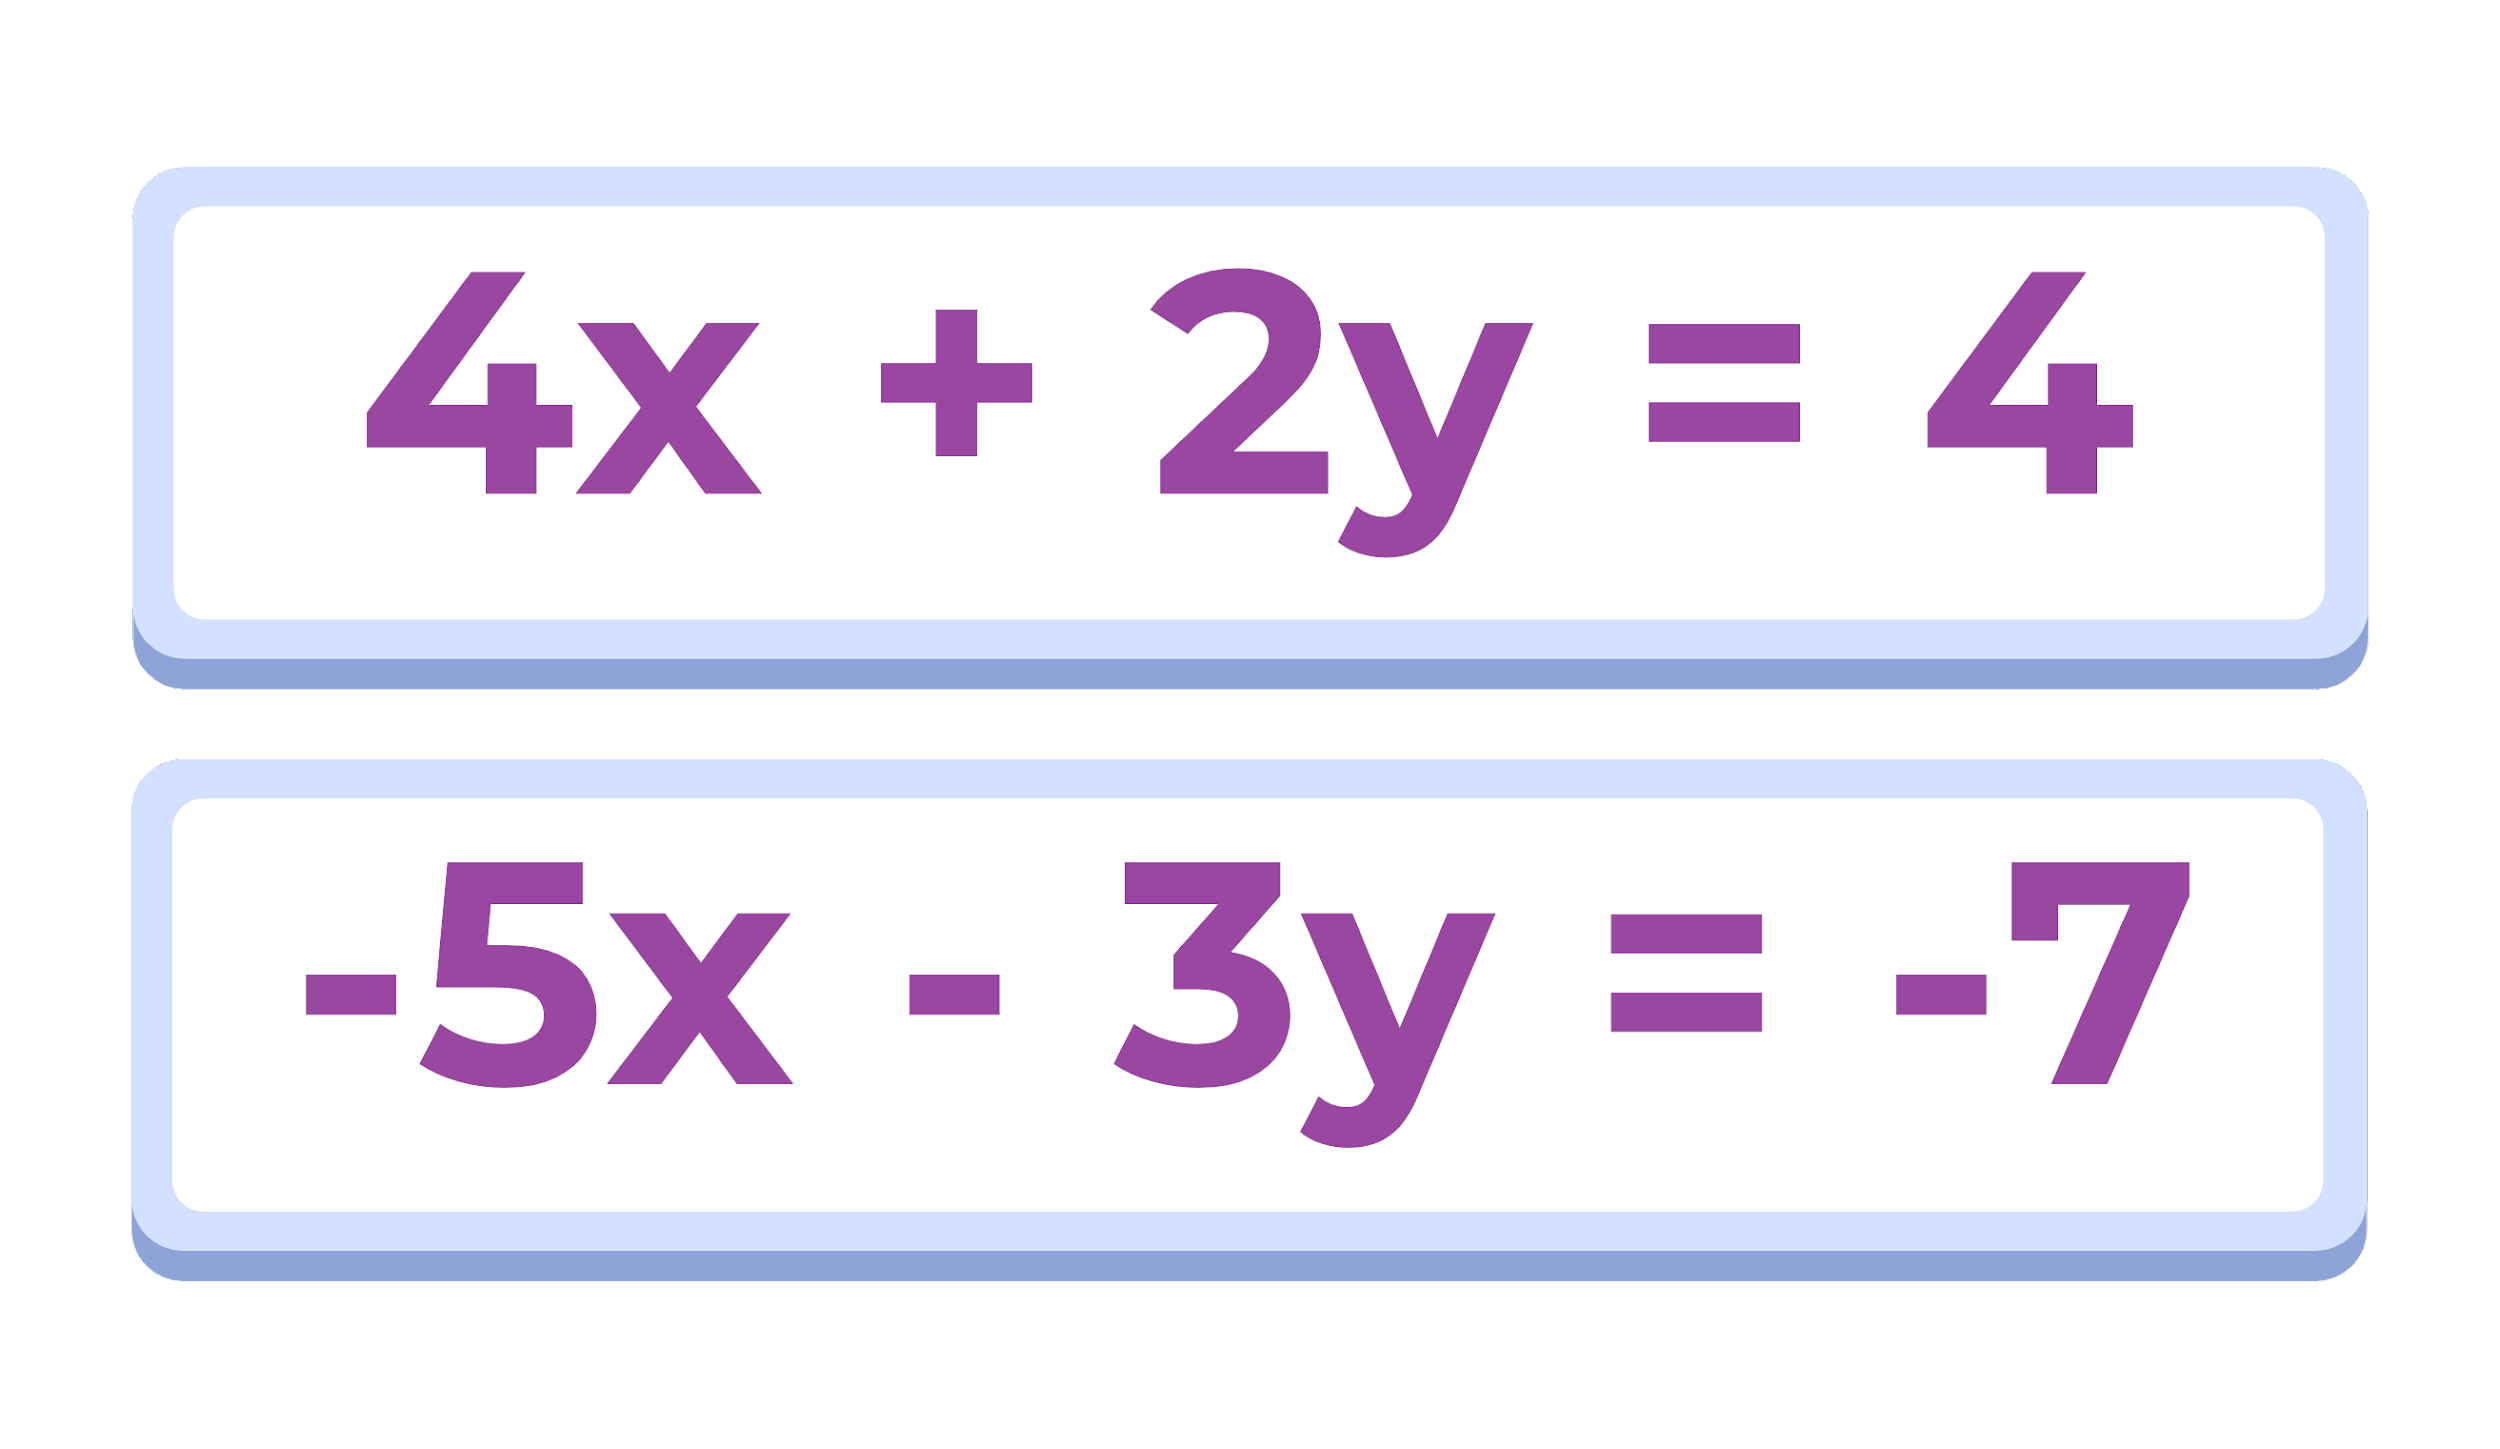 4x + 2y = 4
-5x - 3y = -7